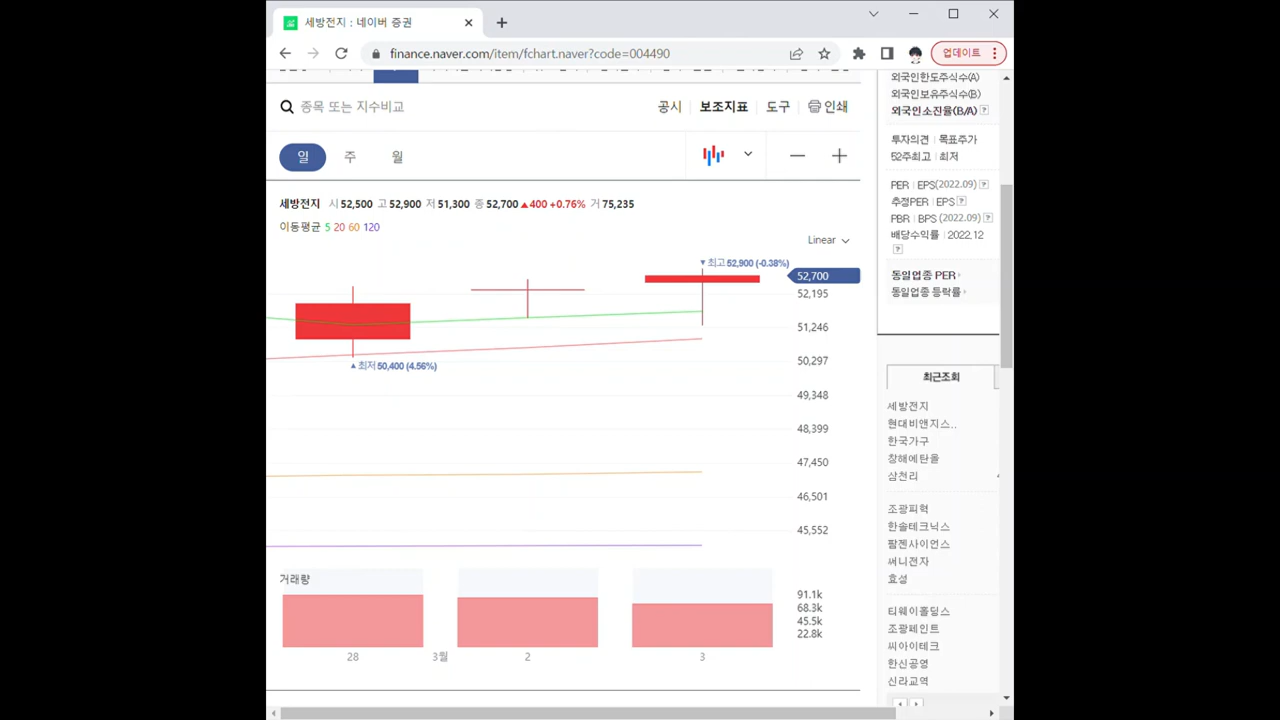 세방전지 : 네이버 증권
finance.naver.com/item/fchart.naver?code=004490
업데이트
종목 또는 지수비교
공시 보조지표 도구 인쇄
일 주 월
세방전지 시 52,500 고 52,900 저 51,300 종 52,700 ▲400 +0.76% 거 75,235
이동평균 5 20 60 120
Linear
▼최고 52,900 (-0.38%)
52,700
52,195
51,246
▲최저 50,400 (4.56%)
50,297
49,348
48,399
47,450
46,501
45,552
거래량
91.1k
68.3k
45.5k
22.8k
28 3월 2 3
외국인한도주식수(A)
외국인보유주식수(B)
외국인소진율(B/A) ?
투자의견 | 목표주가
52주최고 | 최저
PER | EPS(2022.09) ?
추정PER | EPS ?
PBR | BPS (2022.09) ?
배당수익률 | 2022.12
?
동일업종 PER
동일업종 등락률
최근조회
세방전지
현대비앤지스..
한국가구
창해에탄올
삼천리
조광피혁
한솔테크닉스
팜젠사이언스
써니전자
효성
티웨이홀딩스
조광페인트
씨아이테크
한신공영
신라교역